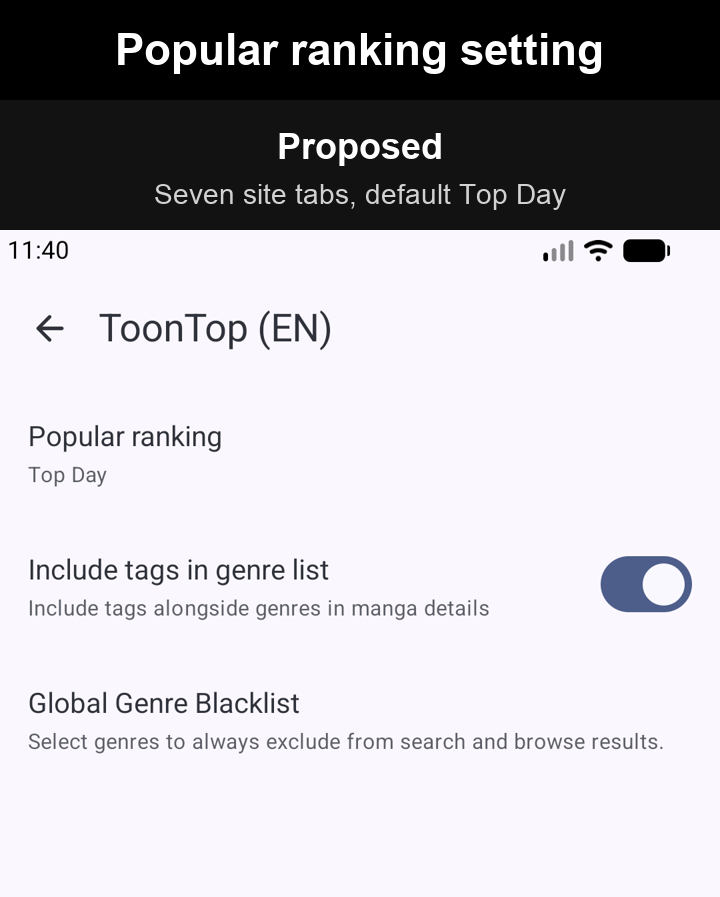 Popular ranking setting
Proposed
Seven site tabs, default Top Day
11:40
ToonTop (EN)
Popular ranking
Top Day
Include tags in genre list
Include tags alongside genres in manga details
Global Genre Blacklist
Select genres to always exclude from search and browse results.